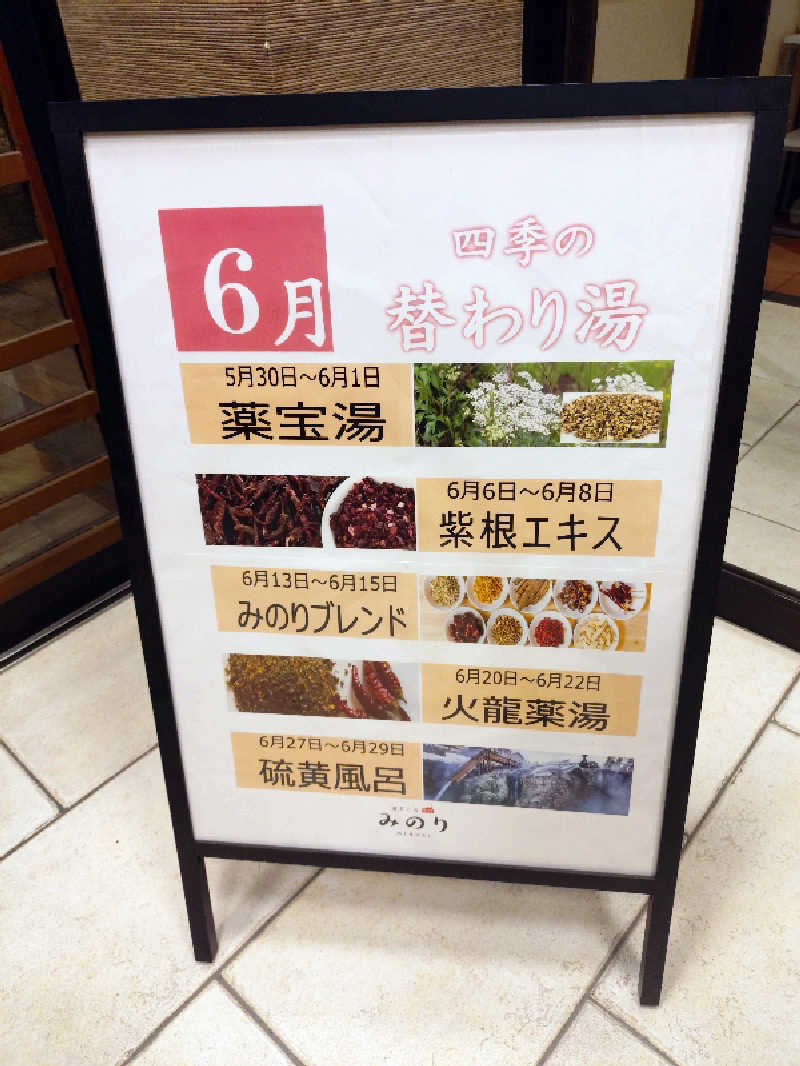 6月
四季の
替わり湯
5月30日～6月1日
薬宝湯
6月6日～6月8日
紫根エキス
6月13日～6月15日
みのりブレンド
6月20日～6月22日
火龍薬湯
6月27日～6月29日
硫黄風呂
みのり